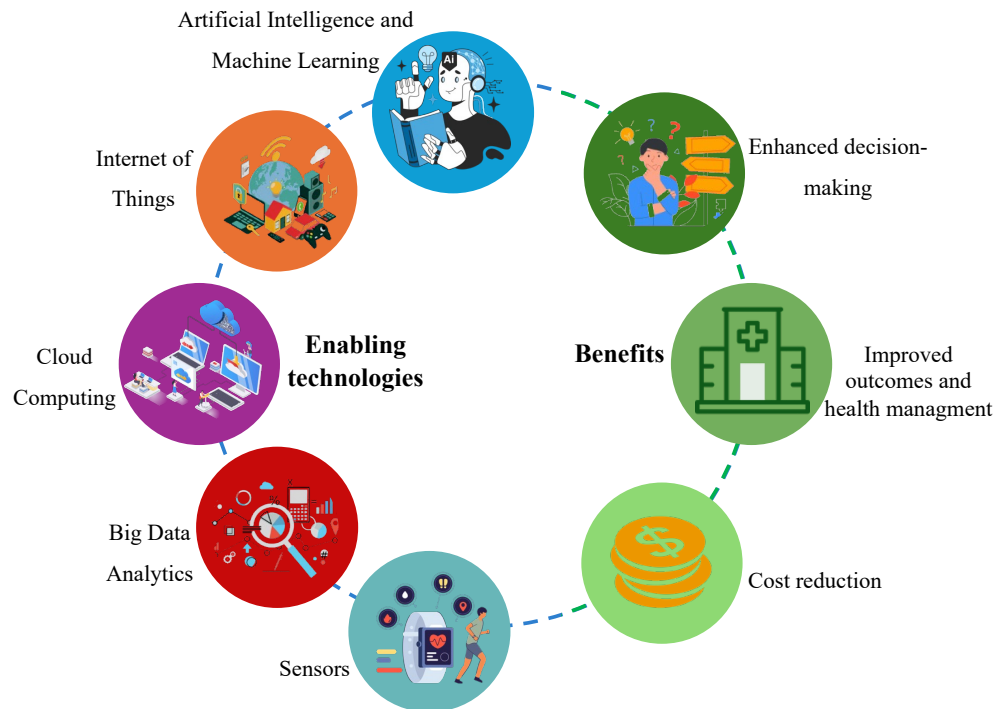 Artificial Intelligence and
Machine Learning
Ai
Internet of
Things
Enhanced decision-
making
Cloud
Computing
Enabling
technologies
Benefits
Improved
outcomes and
health managment
Big Data
Analytics
Cost reduction
Sensors